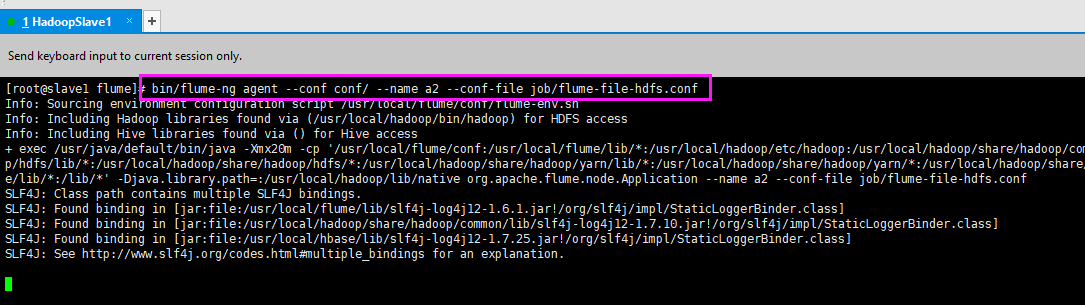 1 HadoopSlave1 × +
Send keyboard input to current session only.
[root@slave1 flume]# bin/flume-ng agent --conf conf/ --name a2 --conf-file job/flume-file-hdfs.conf
Info: Sourcing environment configuration script /usr/local/flume/conf/flume-env.sh
Info: Including Hadoop libraries found via (/usr/local/hadoop/bin/hadoop) for HDFS access
Info: Including Hive libraries found via () for Hive access
+ exec /usr/java/default/bin/java -Xmx20m -cp '/usr/local/flume/conf:/usr/local/flume/lib/*:/usr/local/hadoop/etc/hadoop:/usr/local/hadoop/share/hadoop/com
p/hdfs/lib/*:/usr/local/hadoop/share/hadoop/hdfs/*:/usr/local/hadoop/share/hadoop/yarn/lib/*:/usr/local/hadoop/share/hadoop/yarn/*:/usr/local/hadoop/share
e/lib/*:/lib/*' -Djava.library.path=:/usr/local/hadoop/lib/native org.apache.flume.node.Application --name a2 --conf-file job/flume-file-hdfs.conf
SLF4J: Class path contains multiple SLF4J bindings.
SLF4J: Found binding in [jar:file:/usr/local/flume/lib/slf4j-log4j12-1.6.1.jar!/org/slf4j/impl/StaticLoggerBinder.class]
SLF4J: Found binding in [jar:file:/usr/local/hadoop/share/hadoop/common/lib/slf4j-log4j12-1.7.10.jar!/org/slf4j/impl/StaticLoggerBinder.class]
SLF4J: Found binding in [jar:file:/usr/local/hbase/lib/slf4j-log4j12-1.7.25.jar!/org/slf4j/impl/StaticLoggerBinder.class]
SLF4J: See http://www.slf4j.org/codes.html#multiple_bindings for an explanation.